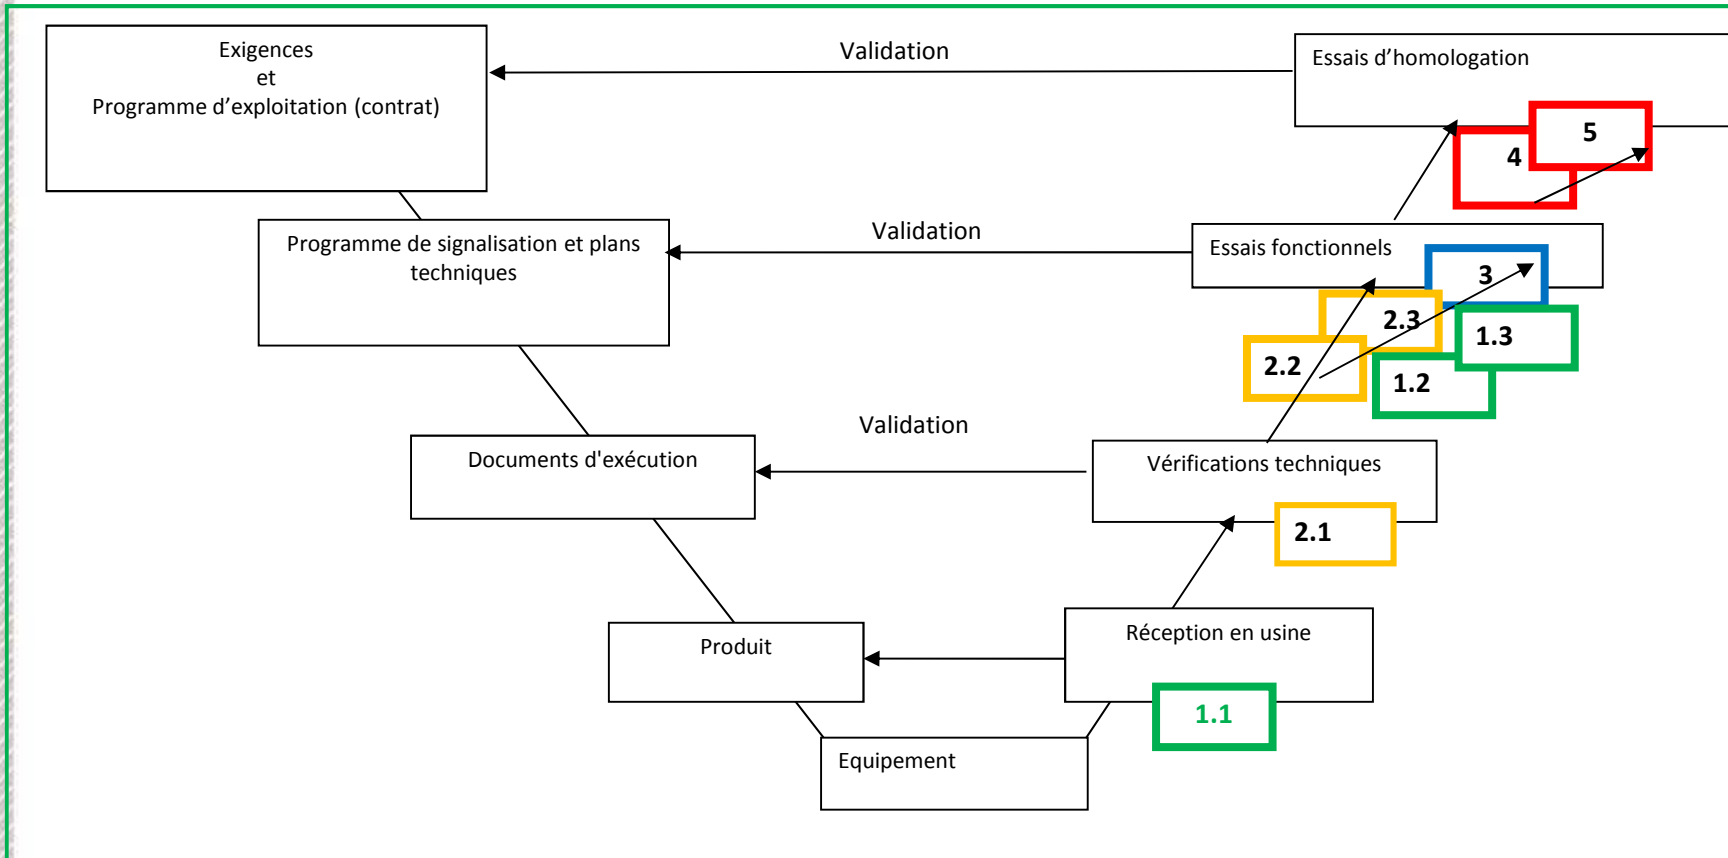 Exigences
et
Programme d’exploitation (contrat)
Validation
Essais d’homologation
5
4
Programme de signalisation et plans
techniques
Validation
Essais fonctionnels
3
2.3
1.3
2.2
1.2
Documents d'exécution
Validation
Vérifications techniques
2.1
Produit
Réception en usine
1.1
Equipement